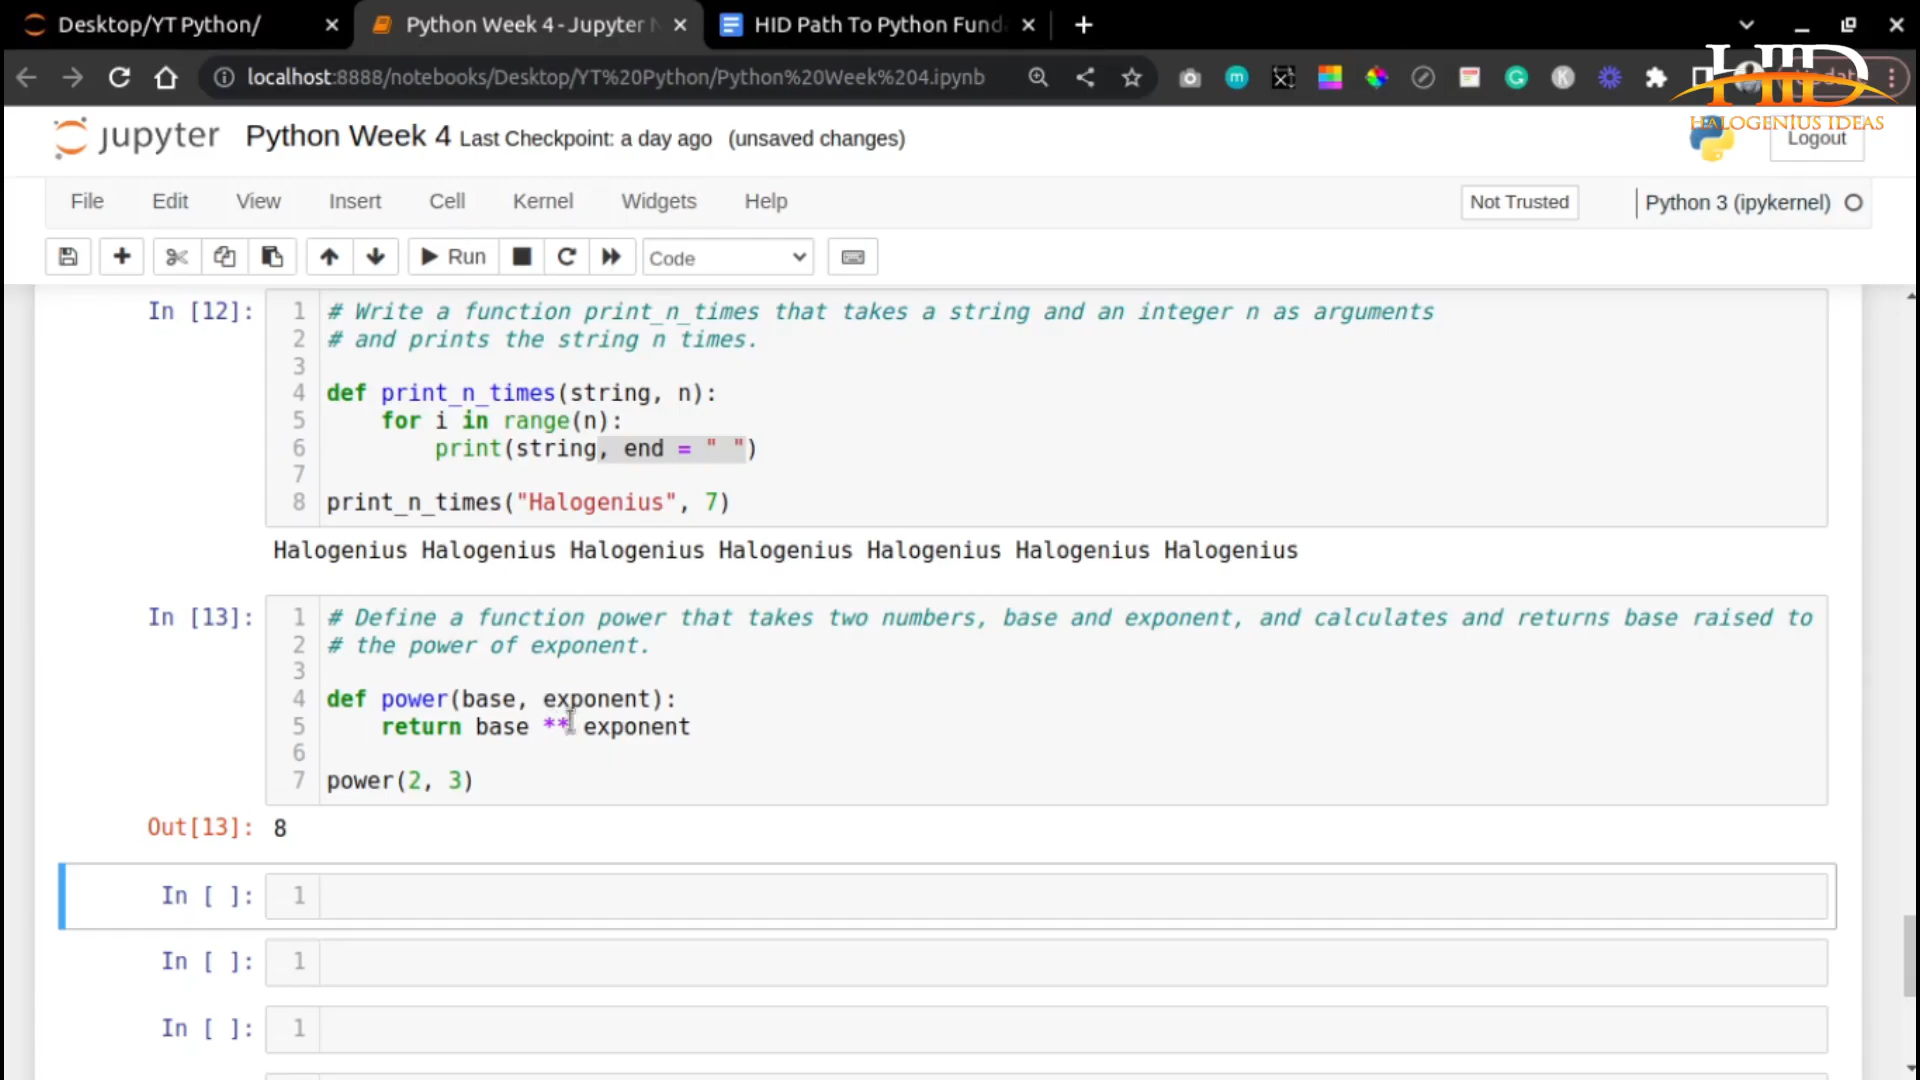 Desktop/YT Python/
Python Week 4 - Jupyter N
HID Path To Python Fund
localhost:8888/notebooks/Desktop/YT%20Python/Python%20Week%204.ipynb
HID
HALOGENIUS IDEAS
jupyter Python Week 4 Last Checkpoint: a day ago (unsaved changes)
Logout
File Edit View Insert Cell Kernel Widgets Help
Not Trusted
Python 3 (ipykernel)
Run
Code
In [12]:
1 # Write a function print_n_times that takes a string and an integer n as arguments
2 # and prints the string n times.
3
4 def print_n_times(string, n):
5 for i in range(n):
6 print(string, end = " ")
7
8 print_n_times("Halogenius", 7)
Halogenius Halogenius Halogenius Halogenius Halogenius Halogenius Halogenius
In [13]:
1 # Define a function power that takes two numbers, base and exponent, and calculates and returns base raised to
2 # the power of exponent.
3
4 def power(base, exponent):
5 return base ** exponent
6
7 power(2, 3)
Out[13]: 8
In [ ]: 1
In [ ]: 1
In [ ]: 1